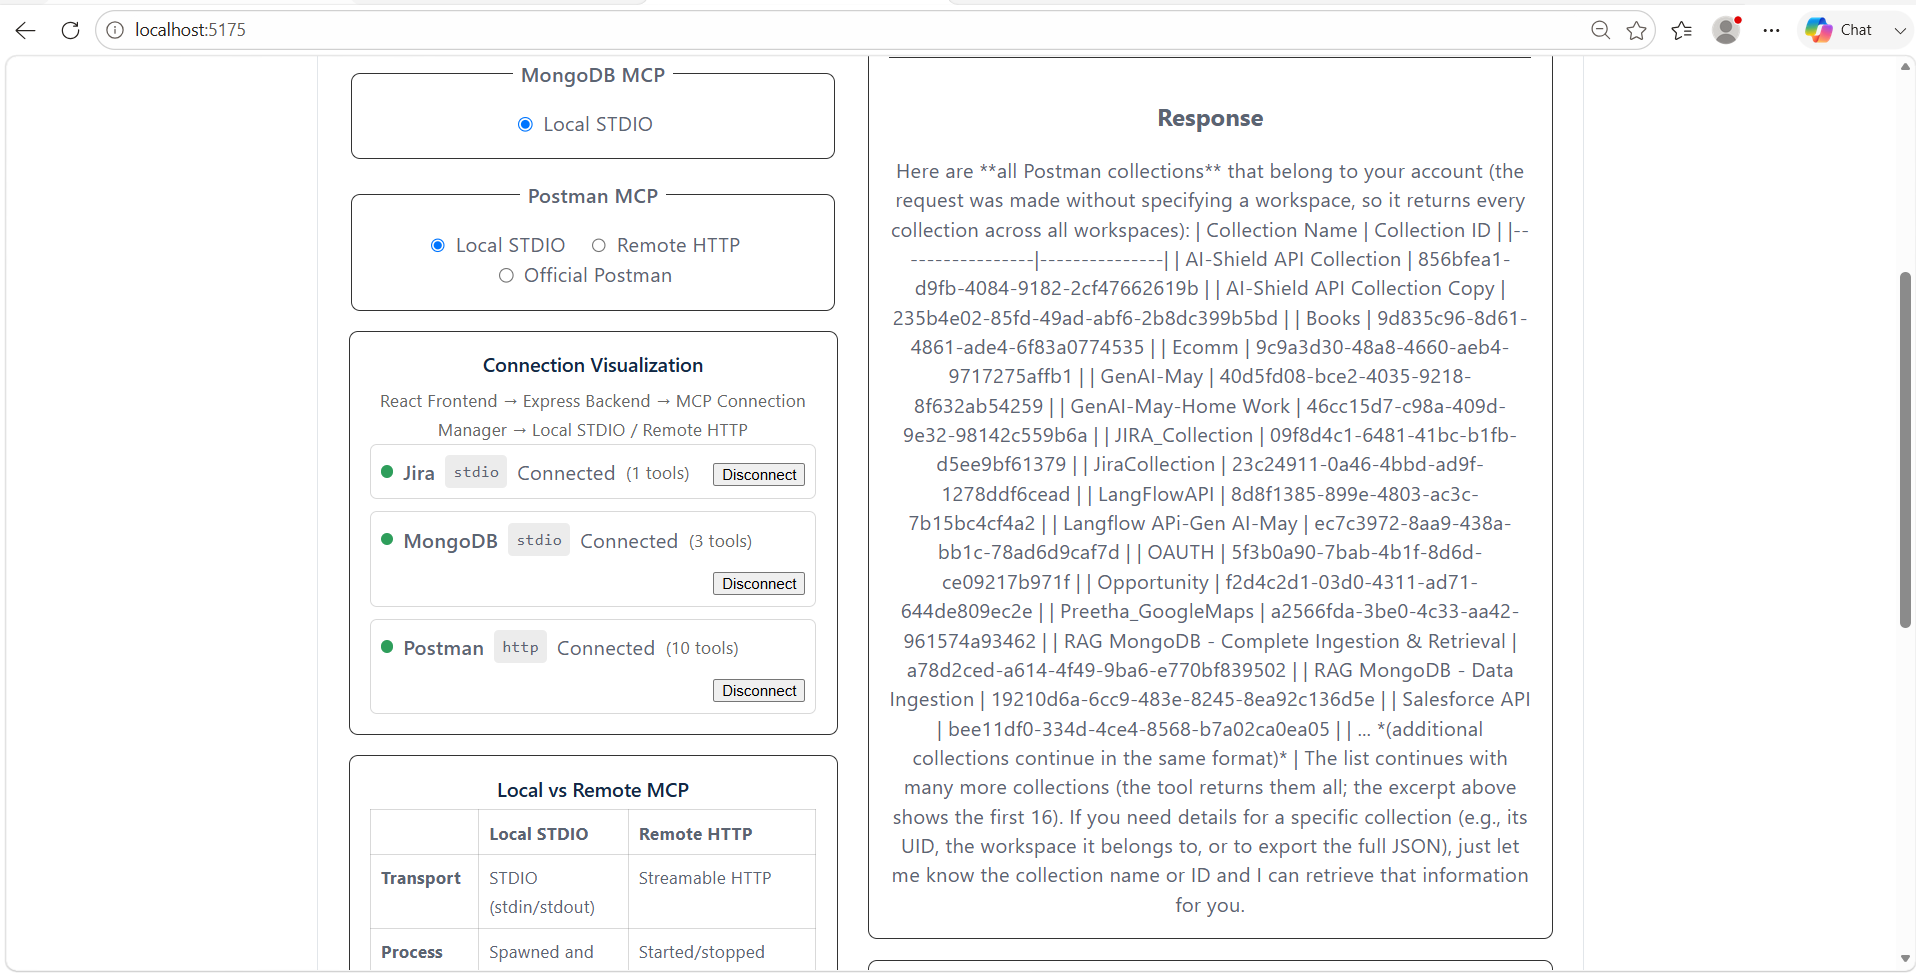 localhost:5175
Chat
MongoDB MCP
Local STDIO
Postman MCP
Local STDIO
Remote HTTP
Official Postman
Connection Visualization
React Frontend → Express Backend → MCP Connection
Manager → Local STDIO / Remote HTTP
Jira stdio Connected (1 tools) Disconnect
MongoDB stdio Connected (3 tools)
Disconnect
Postman http Connected (10 tools)
Disconnect
Local vs Remote MCP
Local STDIO Remote HTTP
Transport STDIO Streamable HTTP
(stdin/stdout)
Process Spawned and Started/stopped
Response
Here are **all Postman collections** that belong to your account (the
request was made without specifying a workspace, so it returns every
collection across all workspaces): | Collection Name | Collection ID | |--
----------------|---------------| | AI-Shield API Collection | 856bfea1-
d9fb-4084-9182-2cf47662619b | | AI-Shield API Collection Copy |
235b4e02-85fd-49ad-abf6-2b8dc399b5bd | | Books | 9d835c96-8d61-
4861-ade4-6f83a0774535 | | Ecomm | 9c9a3d30-48a8-4660-aeb4-
9717275affb1 | | GenAI-May | 40d5fd08-bce2-4035-9218-
8f632ab54259 | | GenAI-May-Home Work | 46cc15d7-c98a-409d-
9e32-98142c559b6a | | JIRA_Collection | 09f8d4c1-6481-41bc-b1fb-
d5ee9bf61379 | | JiraCollection | 23c24911-0a46-4bbd-ad9f-
1278ddf6cead | | LangFlowAPI | 8d8f1385-899e-4803-ac3c-
7b15bc4cf4a2 | | Langflow APi-Gen AI-May | ec7c3972-8aa9-438a-
bb1c-78ad6d9caf7d | | OAUTH | 5f3b0a90-7bab-4b1f-8d6d-
ce09217b971f | | Opportunity | f2d4c2d1-03d0-4311-ad71-
644de809ec2e | | Preetha_GoogleMaps | a2566fda-3be0-4c33-aa42-
961574a93462 | | RAG MongoDB - Complete Ingestion & Retrieval |
a78d2ced-a614-4f49-9ba6-e770bf839502 | | RAG MongoDB - Data
Ingestion | 19210d6a-6cc9-483e-8245-8ea92c136d5e | | Salesforce API
| bee11df0-334d-4ce4-8568-b7a02ca0ea05 | | ... *(additional
collections continue in the same format)* | The list continues with
many more collections (the tool returns them all; the excerpt above
shows the first 16). If you need details for a specific collection (e.g., its
UID, the workspace it belongs to, or to export the full JSON), just let
me know the collection name or ID and I can retrieve that information
for you.